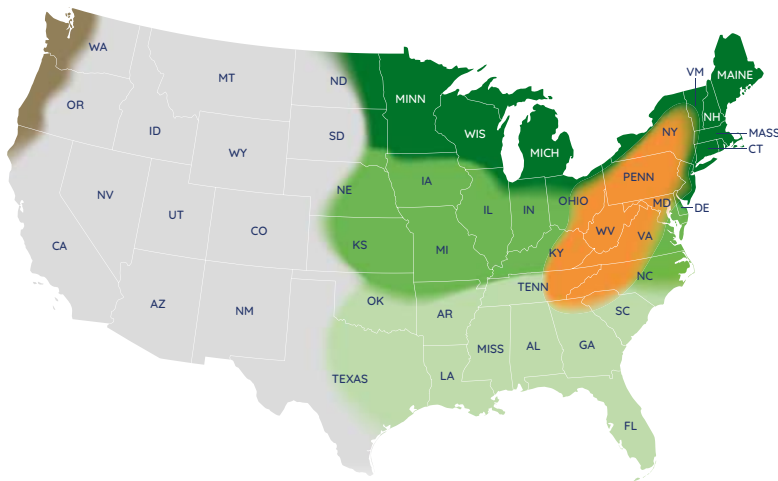 WA
VM
MAINE
ND
MT
MINN
OR
NH
ID
SD
WIS
NY
MASS
MICH
CT
WY
PENN
IA
NE
NV
OHIO
MD
DE
UT
IL
IN
CO
WV
VA
CA
KS
MI
KY
NC
AZ
NM
OK
TENN
AR
SC
MISS
AL
GA
TEXAS
LA
FL